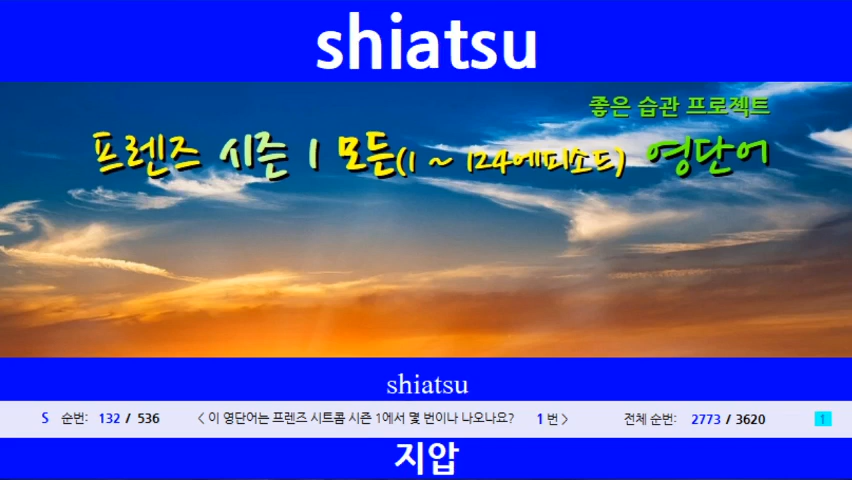 shiatsu
좋은 습관 프로젝트
프렌즈 시즌 1 모든(1 ~ 124에피소드) 영단어
shiatsu
S 순번: 132 / 536 < 이 영단어는 프렌즈 시트콤 시즌 1에서 몇 번이나 나오나요? 1 번 > 전체 순번: 2773 / 3620 1
지압